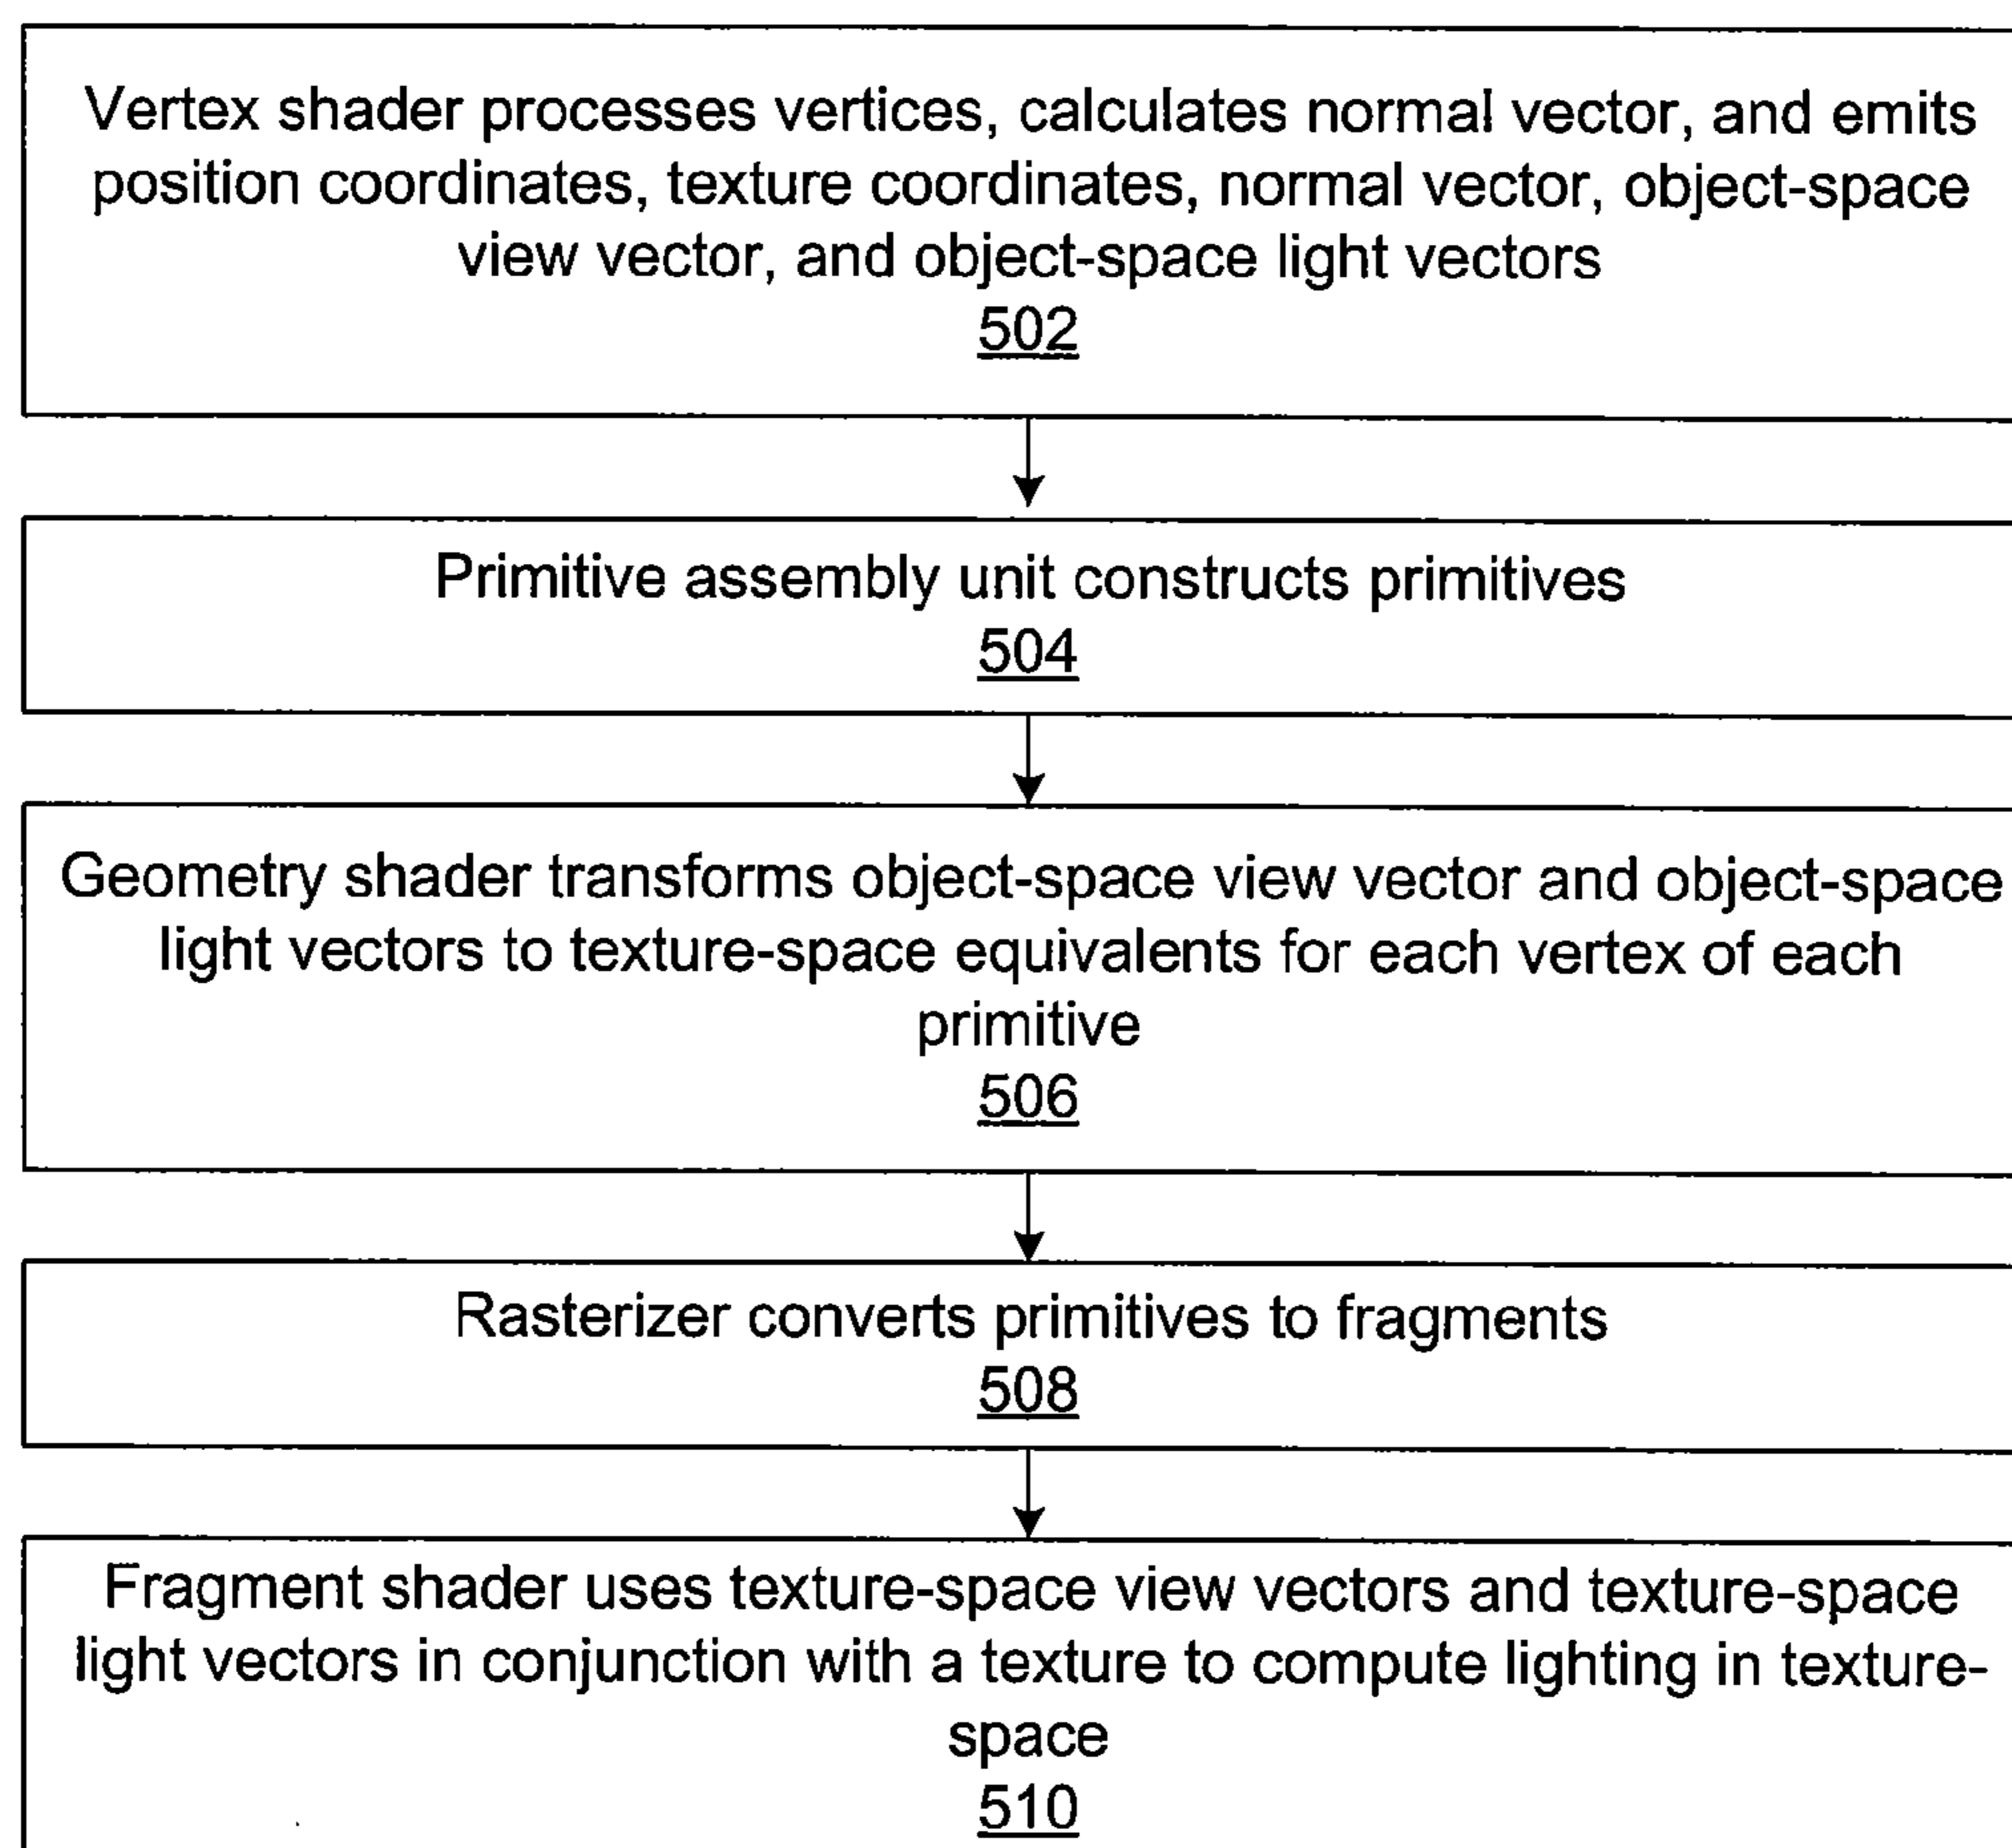 Vertex shader processes vertices, calculates normal vector, and emits
position coordinates, texture coordinates, normal vector, object-space
view vector, and object-space light vectors
502
Primitive assembly unit constructs primitives
504
Geometry shader transforms object-space view vector and object-space
light vectors to texture-space equivalents for each vertex of each
primitive
506
Rasterizer converts primitives to fragments
508
Fragment shader uses texture-space view vectors and texture-space
light vectors in conjunction with a texture to compute lighting in texture-
space
510